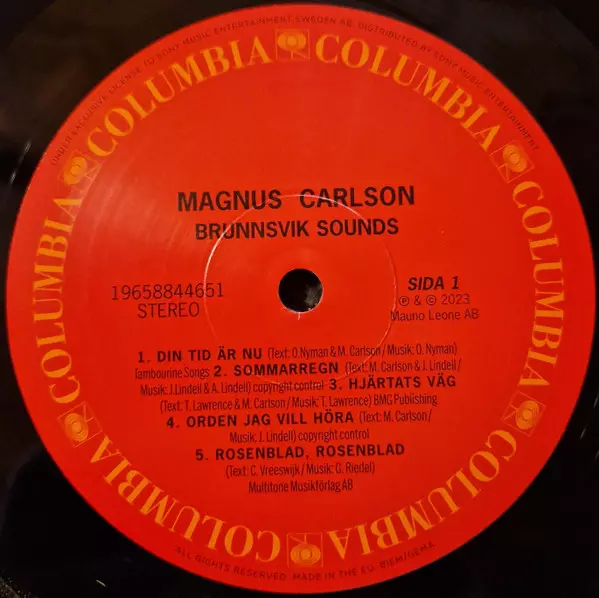 UNDER EXCLUSIVE LICENSE TO SONY MUSIC ENTERTAINMENT SWEDEN AB. DISTRIBUTED BY SONY MUSIC ENTERTAINMENT
COLUMBIA COLUMBIA COLUMBIA COLUMBIA COLUMBIA COLUMBIA
MAGNUS CARLSON
BRUNNSVIK SOUNDS
19658844651
STEREO
SIDA 1
℗ & © 2023
Mauno Leone AB
1. DIN TID ÄR NU (Text: O.Nyman & M. Carlson / Musik: O. Nyman)
Tambourine Songs 2. SOMMARREGN (Text: M. Carlson & J. Lindell /
Musik: J.Lindell & A. Lindell) copyright control 3. HJÄRTATS VÄG
(Text: T. Lawrence & M. Carlson / Musik: T. Lawrence) BMG Publishing
4. ORDEN JAG VILL HÖRA (Text: M. Carlson /
Musik: J. Lindell) copyright control
5. ROSENBLAD, ROSENBLAD
(Text: C. Vreeswijk / Musik: G. Riedel)
Multitone Musikförlag AB
ALL RIGHTS RESERVED. MADE IN THE EU. BIEM/GEMA.